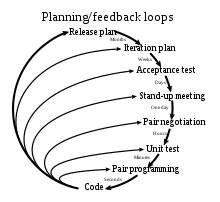 Planning/feedback loops
Release plan
Months
Iteration plan
Weeks
Acceptance test
Days
Stand-up meeting
One day
Pair negotiation
Hours
Unit test
Minutes
Pair programming
Seconds
Code